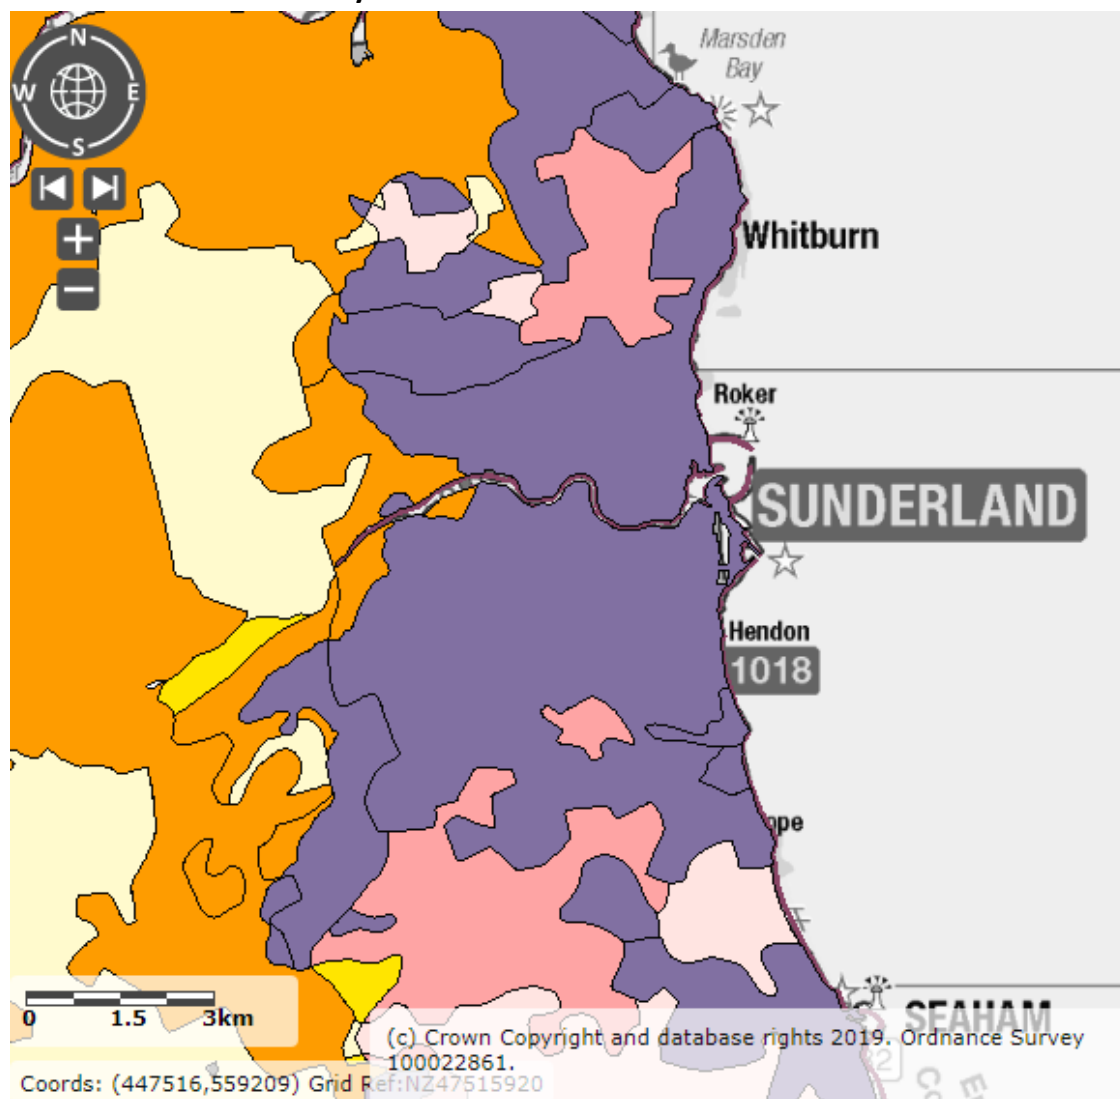 N
W E
S
Marsden
Bay
Whitburn
Roker
SUNDERLAND
Hendon
1018
ope
SEAHAM
0 1.5 3km
(c) Crown Copyright and database rights 2019. Ordnance Survey
100022861.
Coords: (447516,559209) Grid Ref:NZ47515920